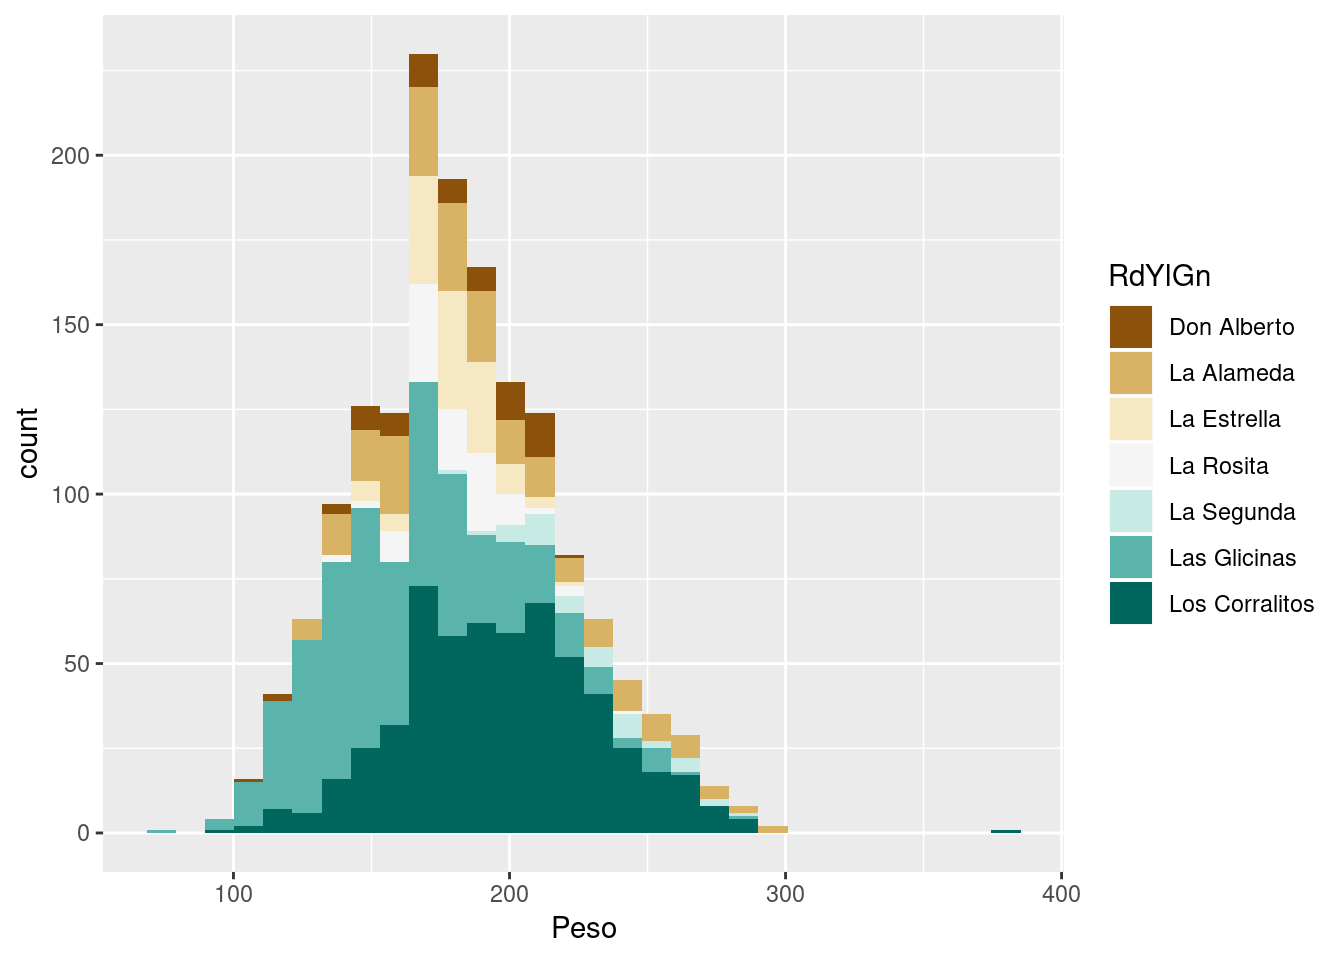 200
150
100
50
0
count
100
200
300
400
Peso
RdYlGn
Don Alberto
La Alameda
La Estrella
La Rosita
La Segunda
Las Glicinas
Los Corralitos